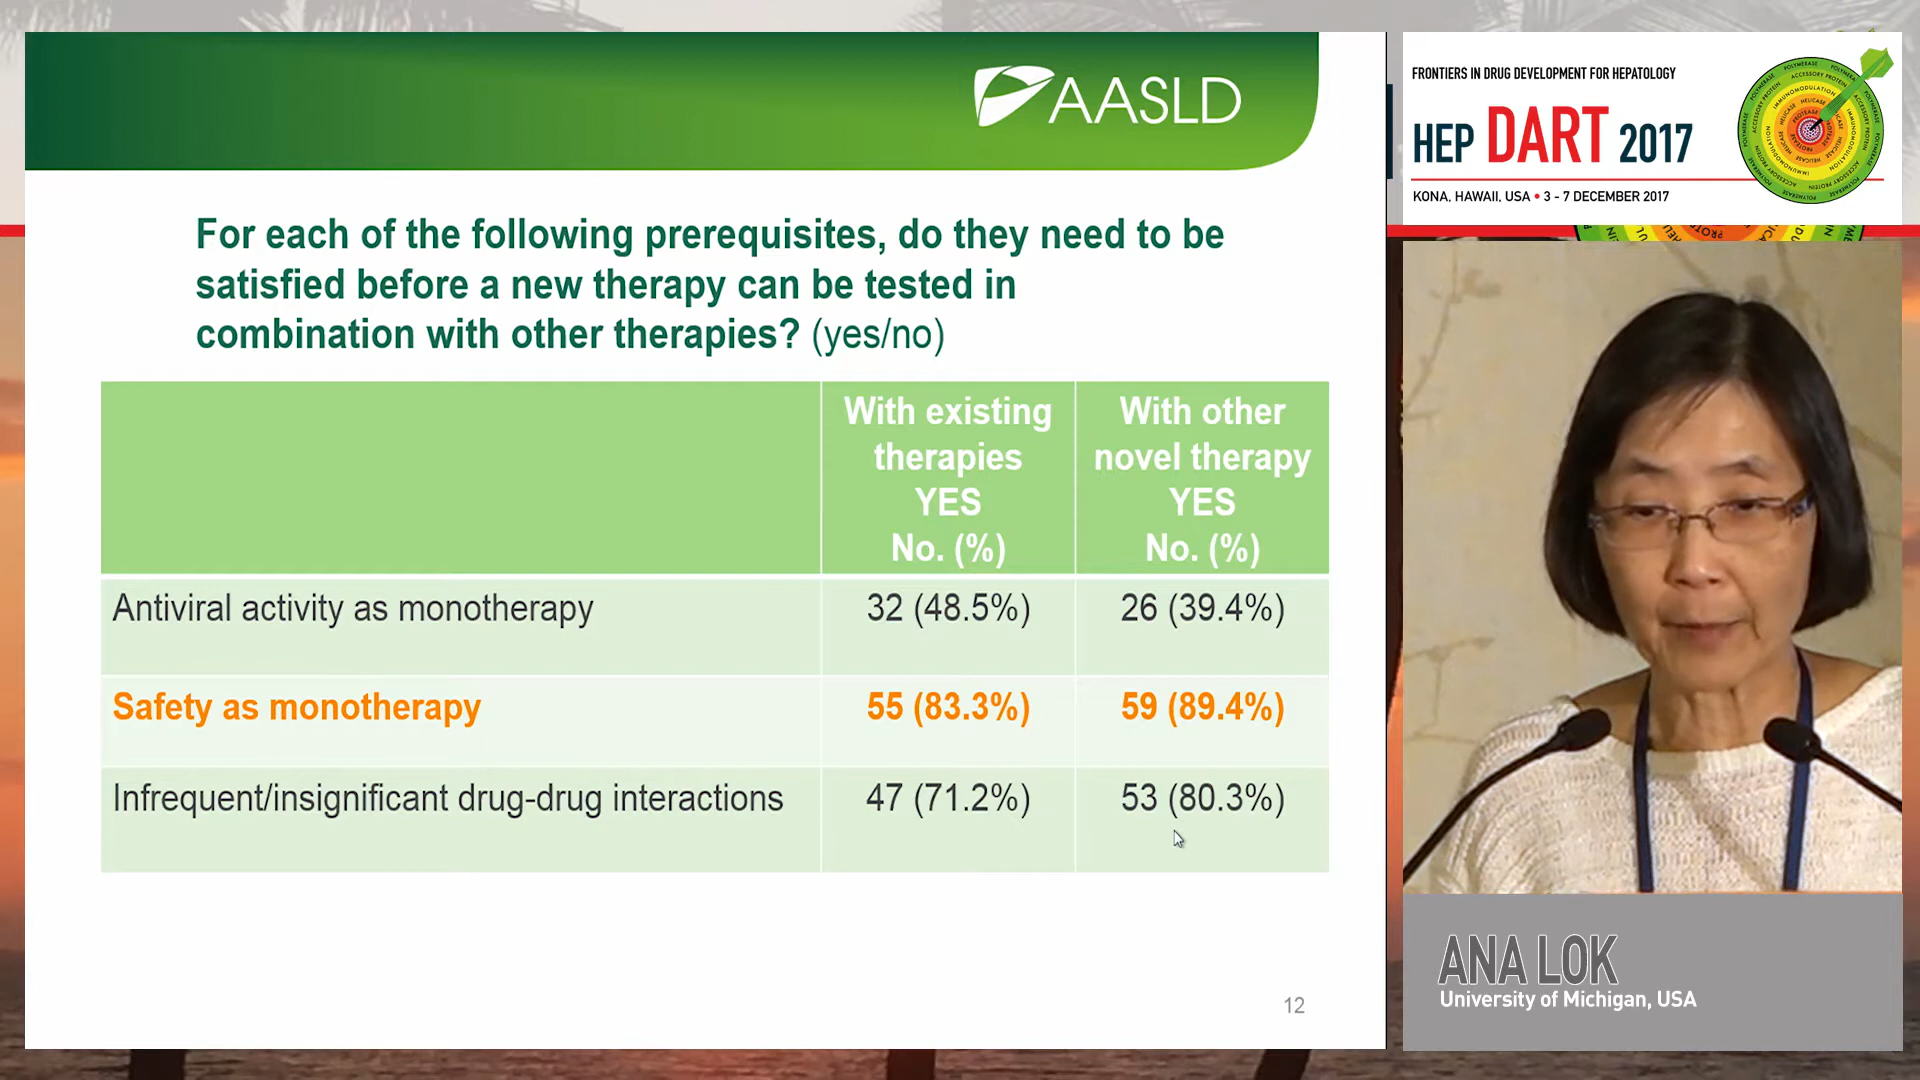 AASLD
For each of the following prerequisites, do they need to be
satisfied before a new therapy can be tested in
combination with other therapies? (yes/no)
With existing
therapies
YES
No. (%)
With other
novel therapy
YES
No. (%)
Antiviral activity as monotherapy
32 (48.5%)
26 (39.4%)
Safety as monotherapy
55 (83.3%)
59 (89.4%)
Infrequent/insignificant drug-drug interactions
47 (71.2%)
53 (80.3%)
12
FRONTIERS IN DRUG DEVELOPMENT FOR HEPATOLOGY
HEP DART 2017
KONA, HAWAII, USA • 3 - 7 DECEMBER 2017
ANA LOK
University of Michigan, USA